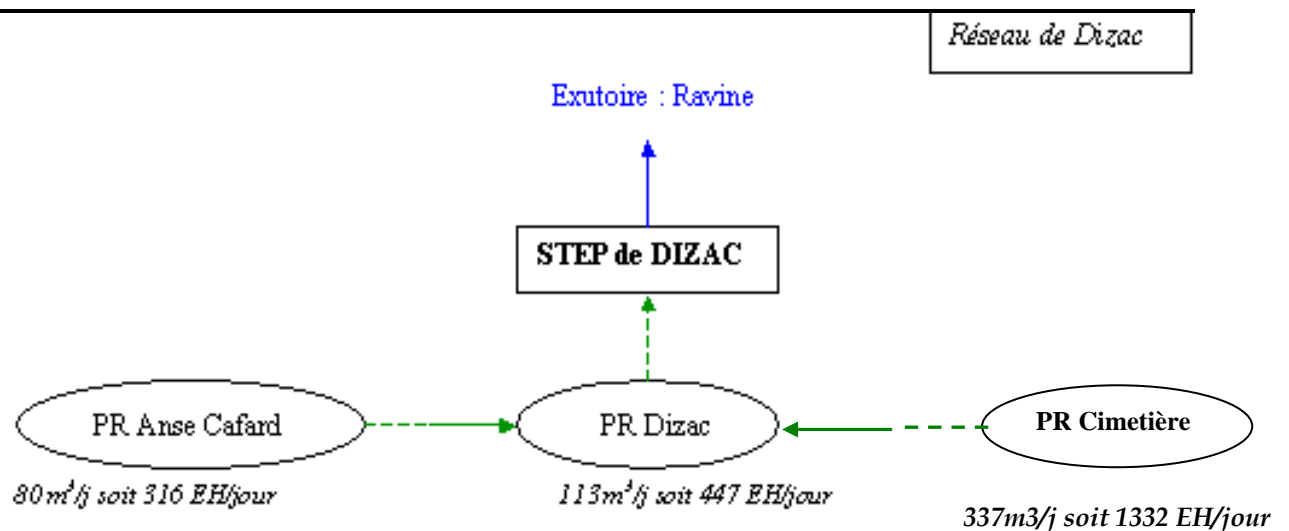 Réseau de Dizac
Exutoire : Ravine
STEP de DIZAC
PR Anse Cafard
PR Dizac
PR Cimetière
80m³/j soit 316 EH/jour
113m³/j soit 447 EH/jour
337m3/j soit 1332 EH/jour